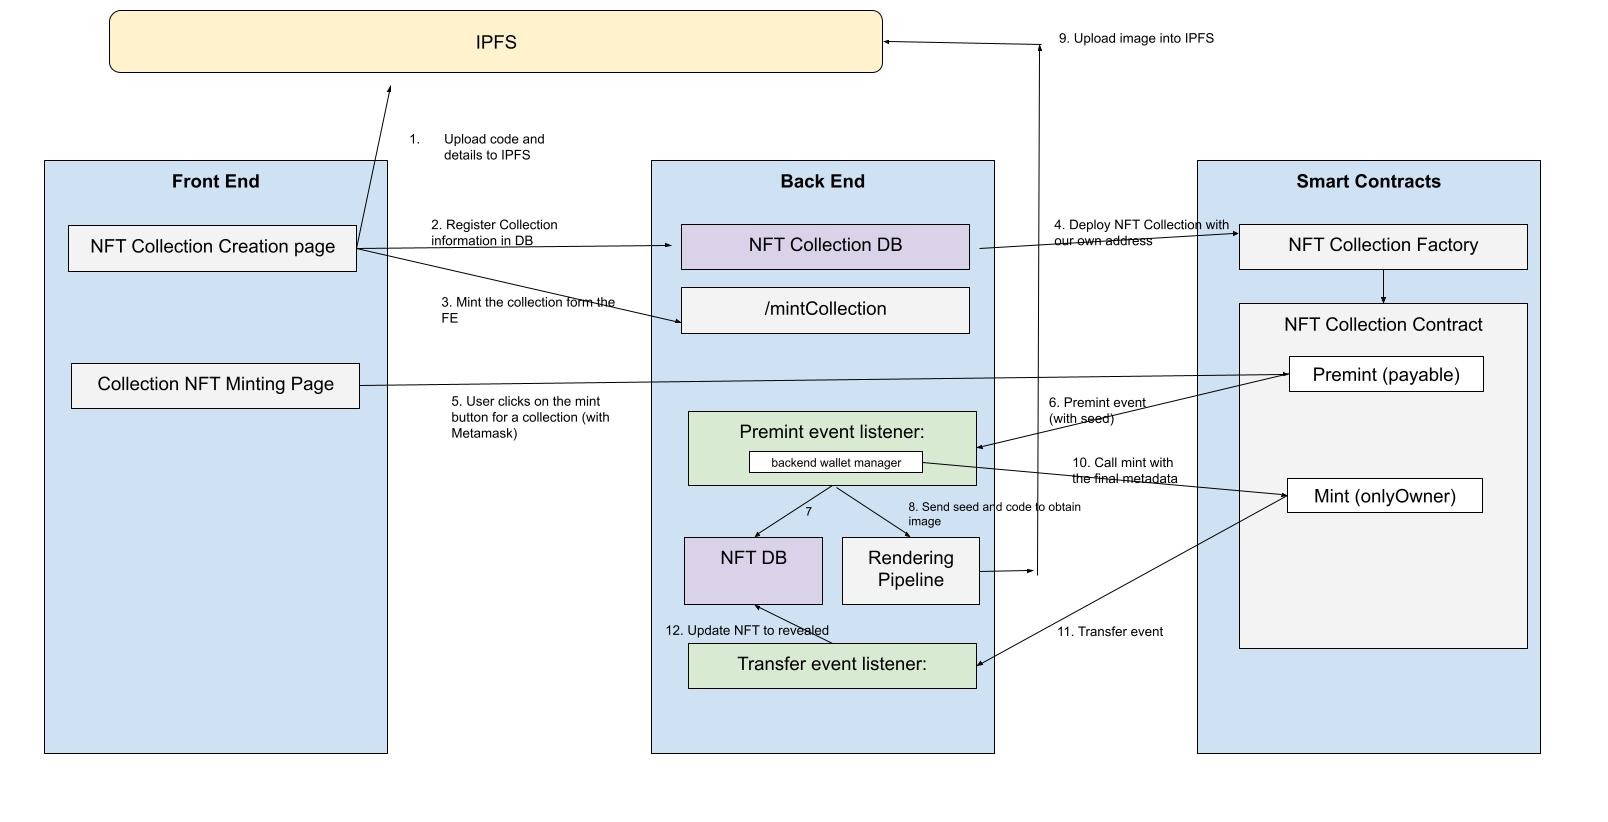 IPFS
9. Upload image into IPFS
1. Upload code and
details to IPFS
Front End
Back End
Smart Contracts
NFT Collection Creation page
2. Register Collection
information in DB
NFT Collection DB
4. Deploy NFT Collection with
our own address
NFT Collection Factory
3. Mint the collection form the
FE
/mintCollection
NFT Collection Contract
Collection NFT Minting Page
Premint (payable)
5. User clicks on the mint
button for a collection (with
Metamask)
6. Premint event
(with seed)
Premint event listener:
backend wallet manager
10. Call mint with
the final metadata
Mint (onlyOwner)
7
8. Send seed and code to obtain
image
NFT DB
Rendering
Pipeline
12. Update NFT to revealed
11. Transfer event
Transfer event listener: